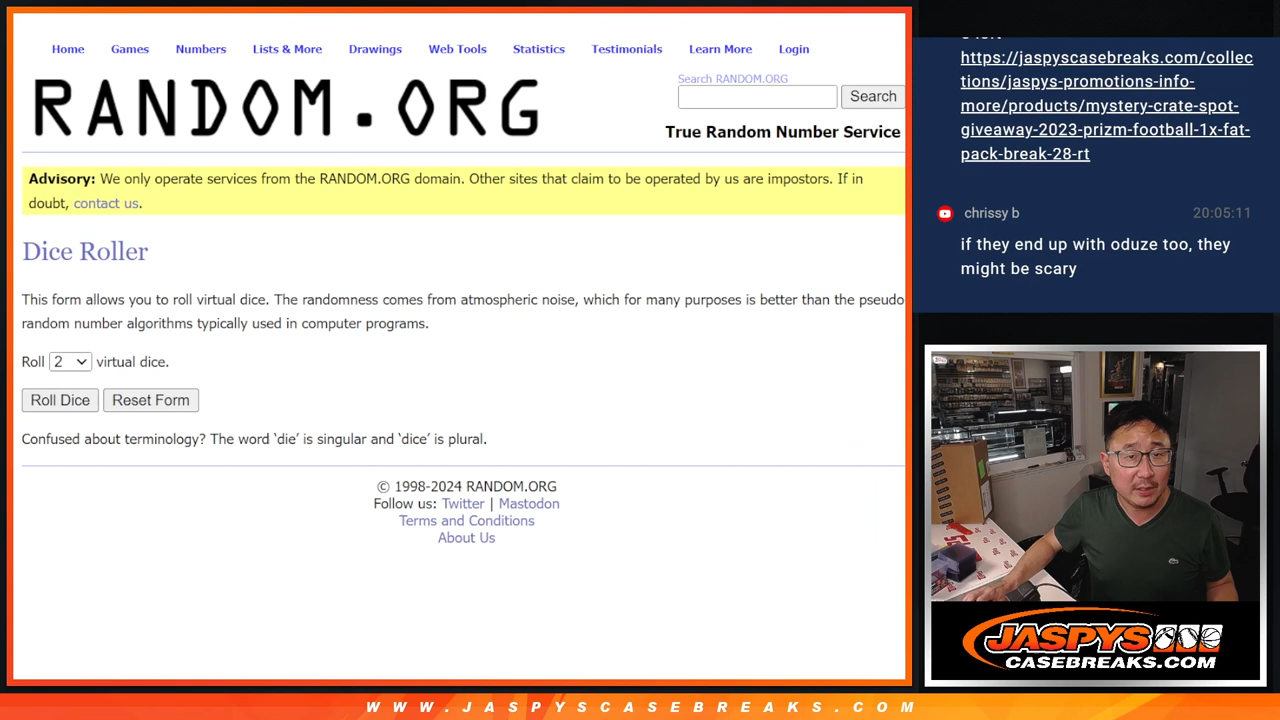 Home Games Numbers Lists & More Drawings Web Tools Statistics Testimonials Learn More Login
RANDOM.ORG
Search RANDOM.ORG
Search
True Random Number Service
Advisory: We only operate services from the RANDOM.ORG domain. Other sites that claim to be operated by us are impostors. If in
doubt, contact us.
Dice Roller
This form allows you to roll virtual dice. The randomness comes from atmospheric noise, which for many purposes is better than the pseudo
random number algorithms typically used in computer programs.
Roll 2 virtual dice.
Roll Dice Reset Form
Confused about terminology? The word ‘die’ is singular and ‘dice’ is plural.
© 1998-2024 RANDOM.ORG
Follow us: Twitter | Mastodon
Terms and Conditions
About Us
https://jaspyscasebreaks.com/collec
tions/jaspys-promotions-info-
more/products/mystery-crate-spot-
giveaway-2023-prizm-football-1x-fat-
pack-break-28-rt
chrissy b 20:05:11
if they end up with oduze too, they
might be scary
JASPYS
CASEBREAKS.COM
WWW.JASPYSCASEBREAKS.COM